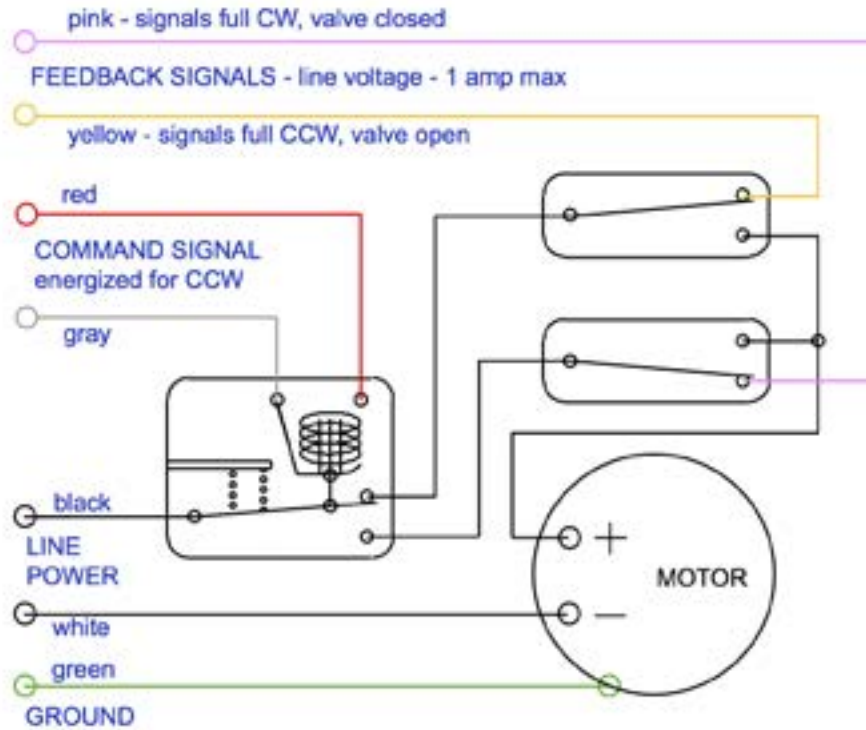 pink - signals full CW, valve closed
FEEDBACK SIGNALS - line voltage - 1 amp max
yellow - signals full CCW, valve open
red
COMMAND SIGNAL
energized for CCW
gray
black
LINE
POWER
+
MOTOR
—
white
green
GROUND